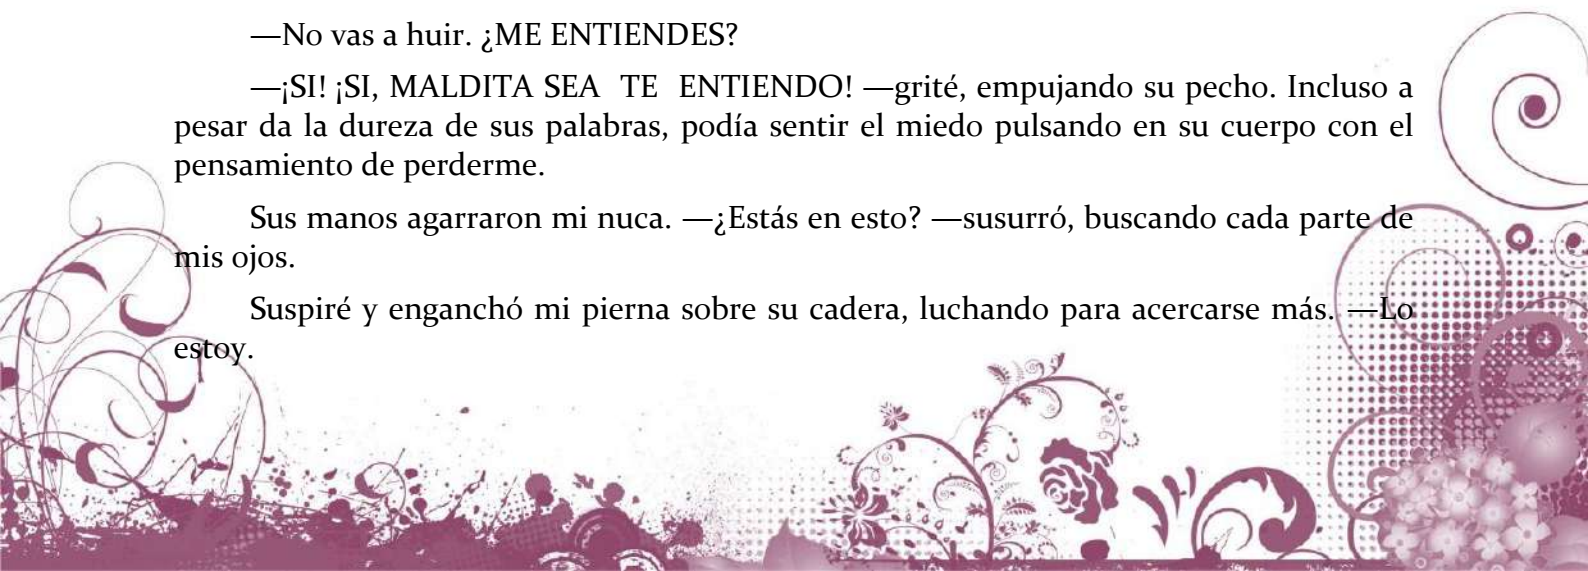 —No vas a huir. ¿ME ENTIENDES?
—¡SI! ¡SI, MALDITA SEA TE ENTIENDO! —grité, empujando su pecho. Incluso a
pesar da la dureza de sus palabras, podía sentir el miedo pulsando en su cuerpo con el
pensamiento de perderme.
Sus manos agarraron mi nuca. —¿Estás en esto? —susurró, buscando cada parte de
mis ojos.
Suspiré y enganchó mi pierna sobre su cadera, luchando para acercarse más. —Lo
estoy.